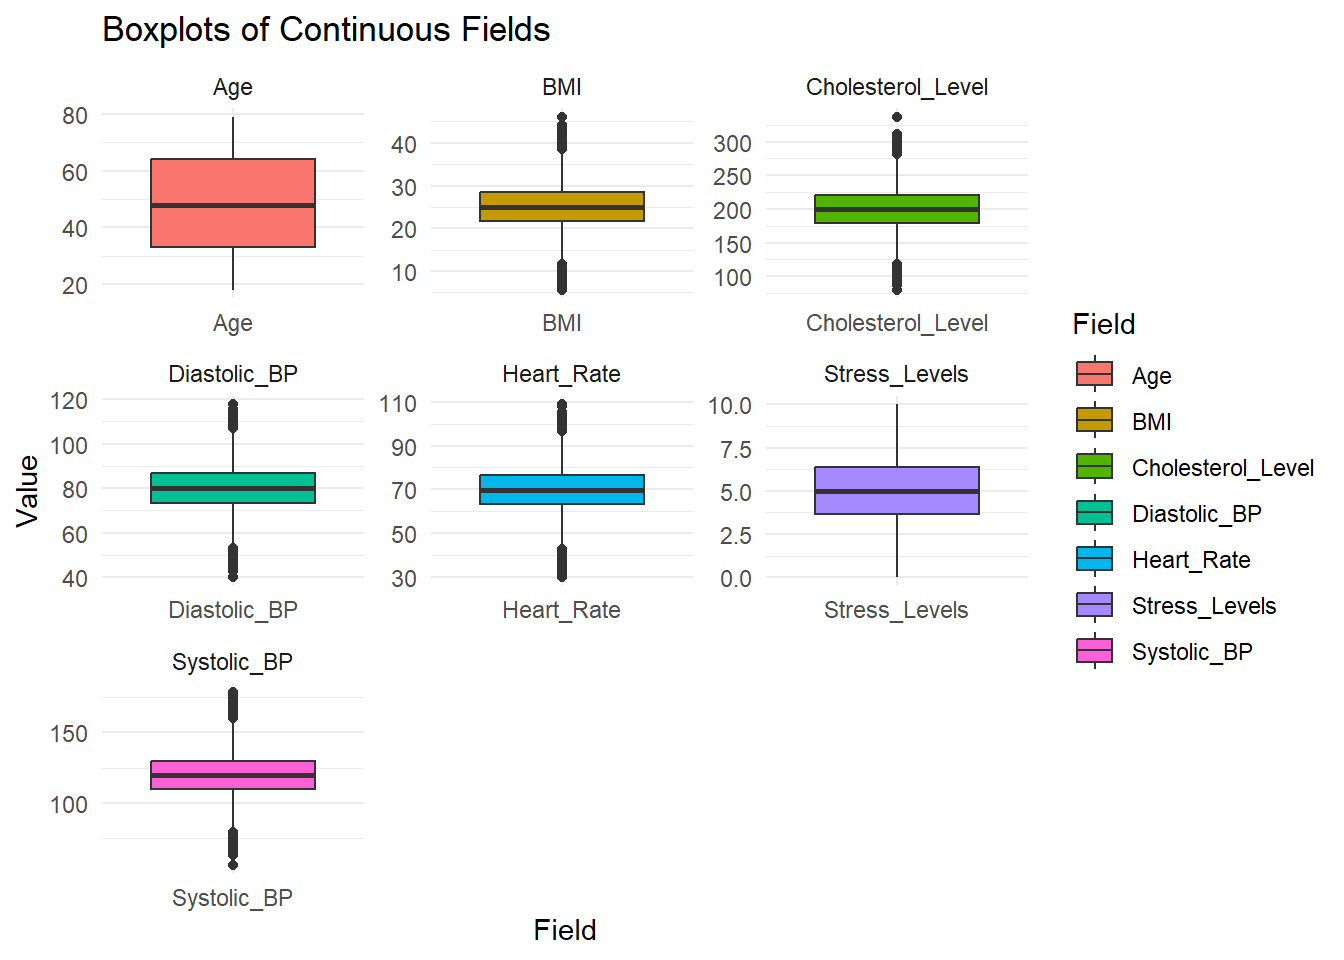 Boxplots of Continuous Fields
Age
BMI
Cholesterol_Level
80
60
40
20
40
30
20
10
300
250
200
150
100
Age
BMI
Cholesterol_Level
Diastolic_BP
Heart_Rate
Stress_Levels
120
100
80
60
40
110
90
70
50
30
10.0
7.5
5.0
2.5
0.0
Diastolic_BP
Heart_Rate
Stress_Levels
Systolic_BP
150
100
Systolic_BP
Value
Field
Field
Age
BMI
Cholesterol_Level
Diastolic_BP
Heart_Rate
Stress_Levels
Systolic_BP